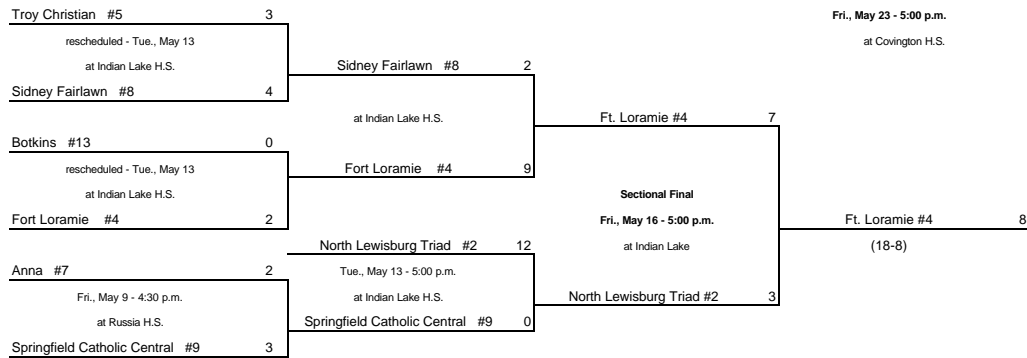 Troy Christian #5 3
rescheduled - Tue., May 13
at Indian Lake H.S.
Sidney Fairlawn #8 4
Botkins #13 0
rescheduled - Tue., May 13
at Indian Lake H.S.
Fort Loramie #4 2
Anna #7 2
Fri., May 9 - 4:30 p.m.
at Russia H.S.
Springfield Catholic Central #9 3
Sidney Fairlawn #8 2
at Indian Lake H.S.
Fort Loramie #4 9
North Lewisburg Triad #2 12
Tue., May 13 - 5:00 p.m.
at Indian Lake H.S.
Springfield Catholic Central #9 0
Ft. Loramie #4 7
Sectional Final
Fri., May 16 - 5:00 p.m.
at Indian Lake
North Lewisburg Triad #2 3
Fri., May 23 - 5:00 p.m.
at Covington H.S.
Ft. Loramie #4 8
(18-8)